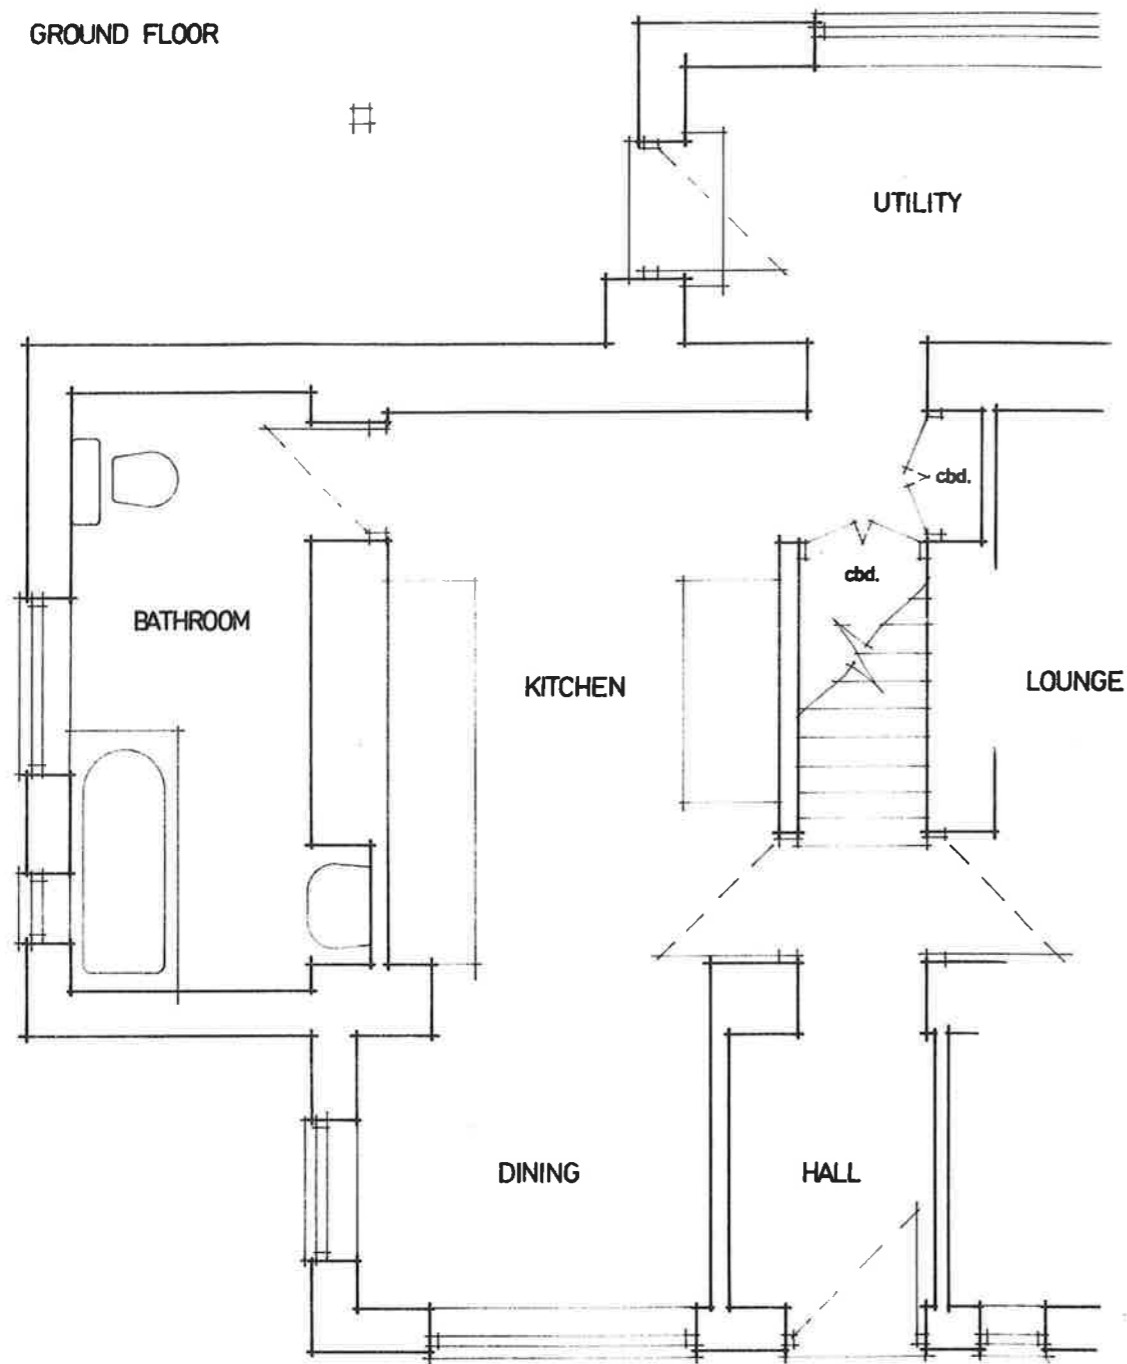 GROUND FLOOR
UTILITY
cbd.
cbd.
BATHROOM
KITCHEN
LOUNGE
DINING
HALL